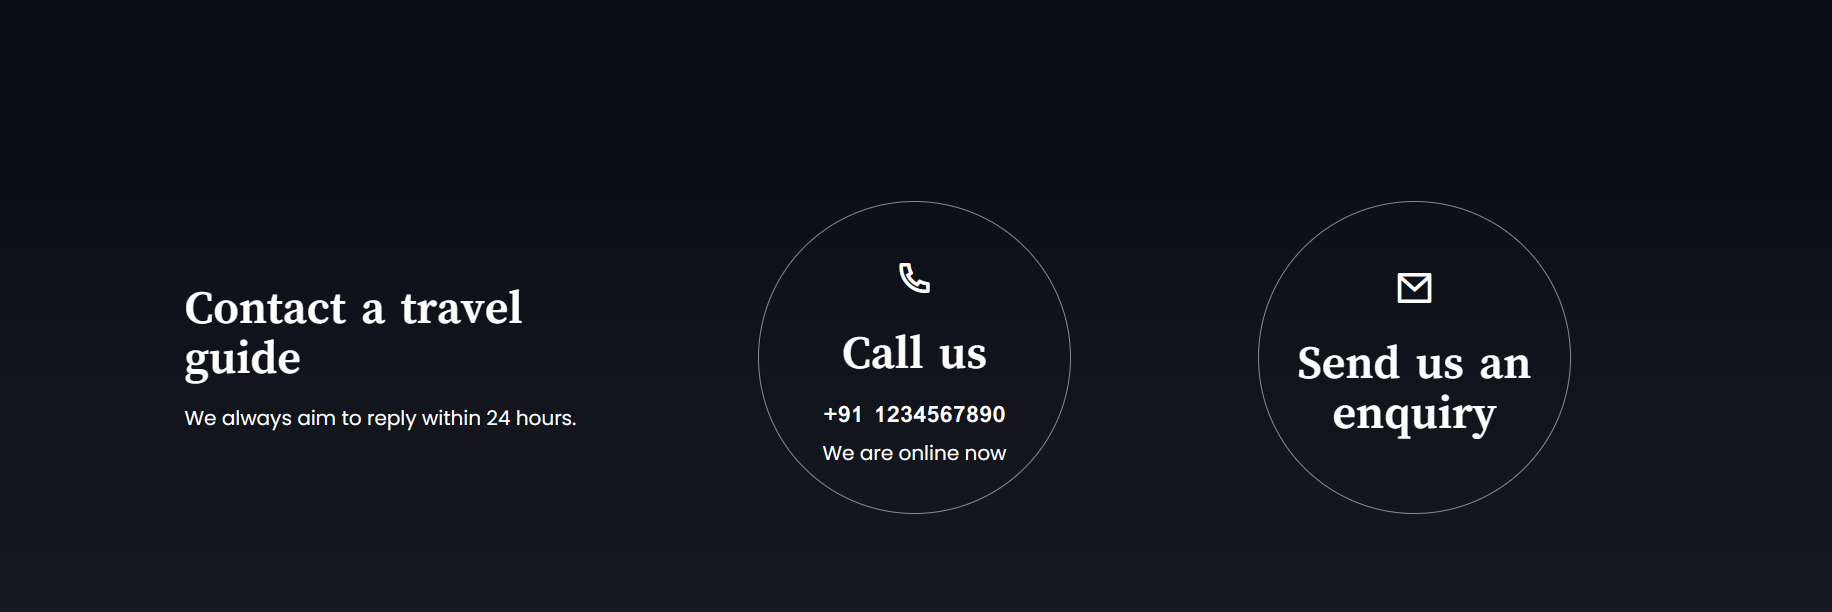 Contact a travel
guide
We always aim to reply within 24 hours.
Call us
+91 1234567890
We are online now
Send us an
enquiry